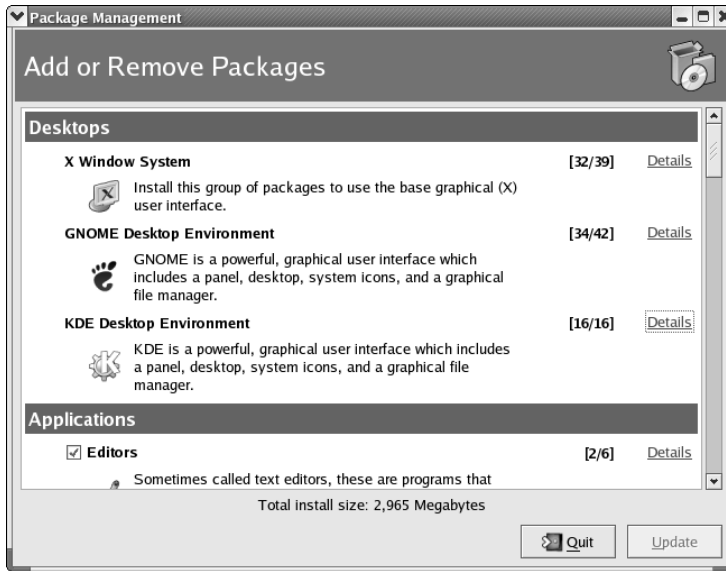 Package Management
Add or Remove Packages
Desktops
X Window System [32/39] Details
Install this group of packages to use the base graphical (X)
user interface.
GNOME Desktop Environment [34/42] Details
GNOME is a powerful, graphical user interface which
includes a panel, desktop, system icons, and a graphical
file manager.
KDE Desktop Environment [16/16] Details
KDE is a powerful, graphical user interface which includes
a panel, desktop, system icons, and a graphical file
manager.
Applications
Editors [2/6] Details
Sometimes called text editors, these are programs that
Total install size: 2,965 Megabytes
Quit Update